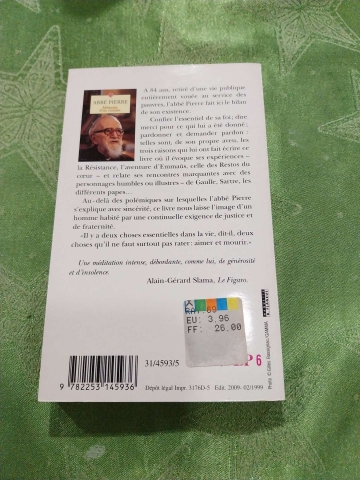 ABBÉ PIERRE
A 84 ans, retiré d'une vie publique
entièrement vouée au service des
pauvres, l'abbé Pierre fait ici le bilan
de son existence.
Confier l'essentiel de sa foi; dire
merci pour ce qui lui a été donné;
pardonner et demander pardon :
telles sont, de son propre aveu, les
trois raisons qui lui ont fait écrire ce
livre où il évoque ses expériences –
la Résistance, l'aventure d'Emmaüs, celle des Restos du
cœur – et relate ses rencontres marquantes avec des
personnages humbles ou illustres – de Gaulle, Sartre, les
différents papes...
Au-delà des polémiques sur lesquelles l'abbé Pierre
s'explique avec sincérité, ce livre nous laisse l'image d'un
homme habité par une continuelle exigence de justice et
de fraternité.
«Il y a deux choses essentielles dans la vie, dit-il, deux
choses qu'il ne faut surtout pas rater : aimer et mourir.»
Une méditation intense, débordante, comme lui, de générosité
et d'insolence.
Alain-Gérard Slama, Le Figaro.
RAY:69
EU: 3.96
FF: 26.00
31/4593/5
P 6
9 782253 145936
Dépôt légal Impr. 3176D-5 Edit. 2009-02/1999